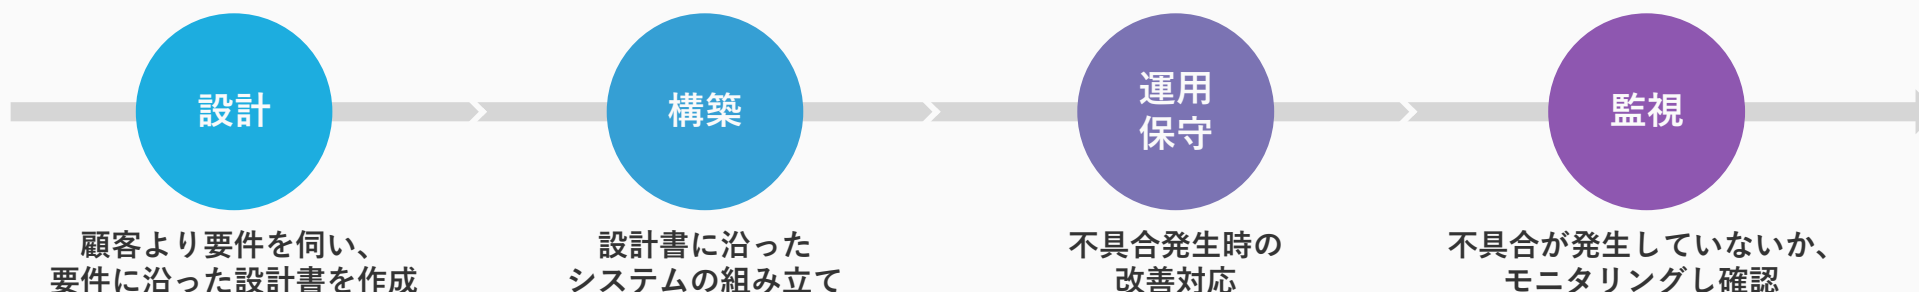 設計
顧客より要件を伺い、
要件に沿った設計書を作成
構築
設計書に沿った
システムの組み立て
運用
保守
不具合発生時の
改善対応
監視
不具合が発生していないか、
モニタリングし確認